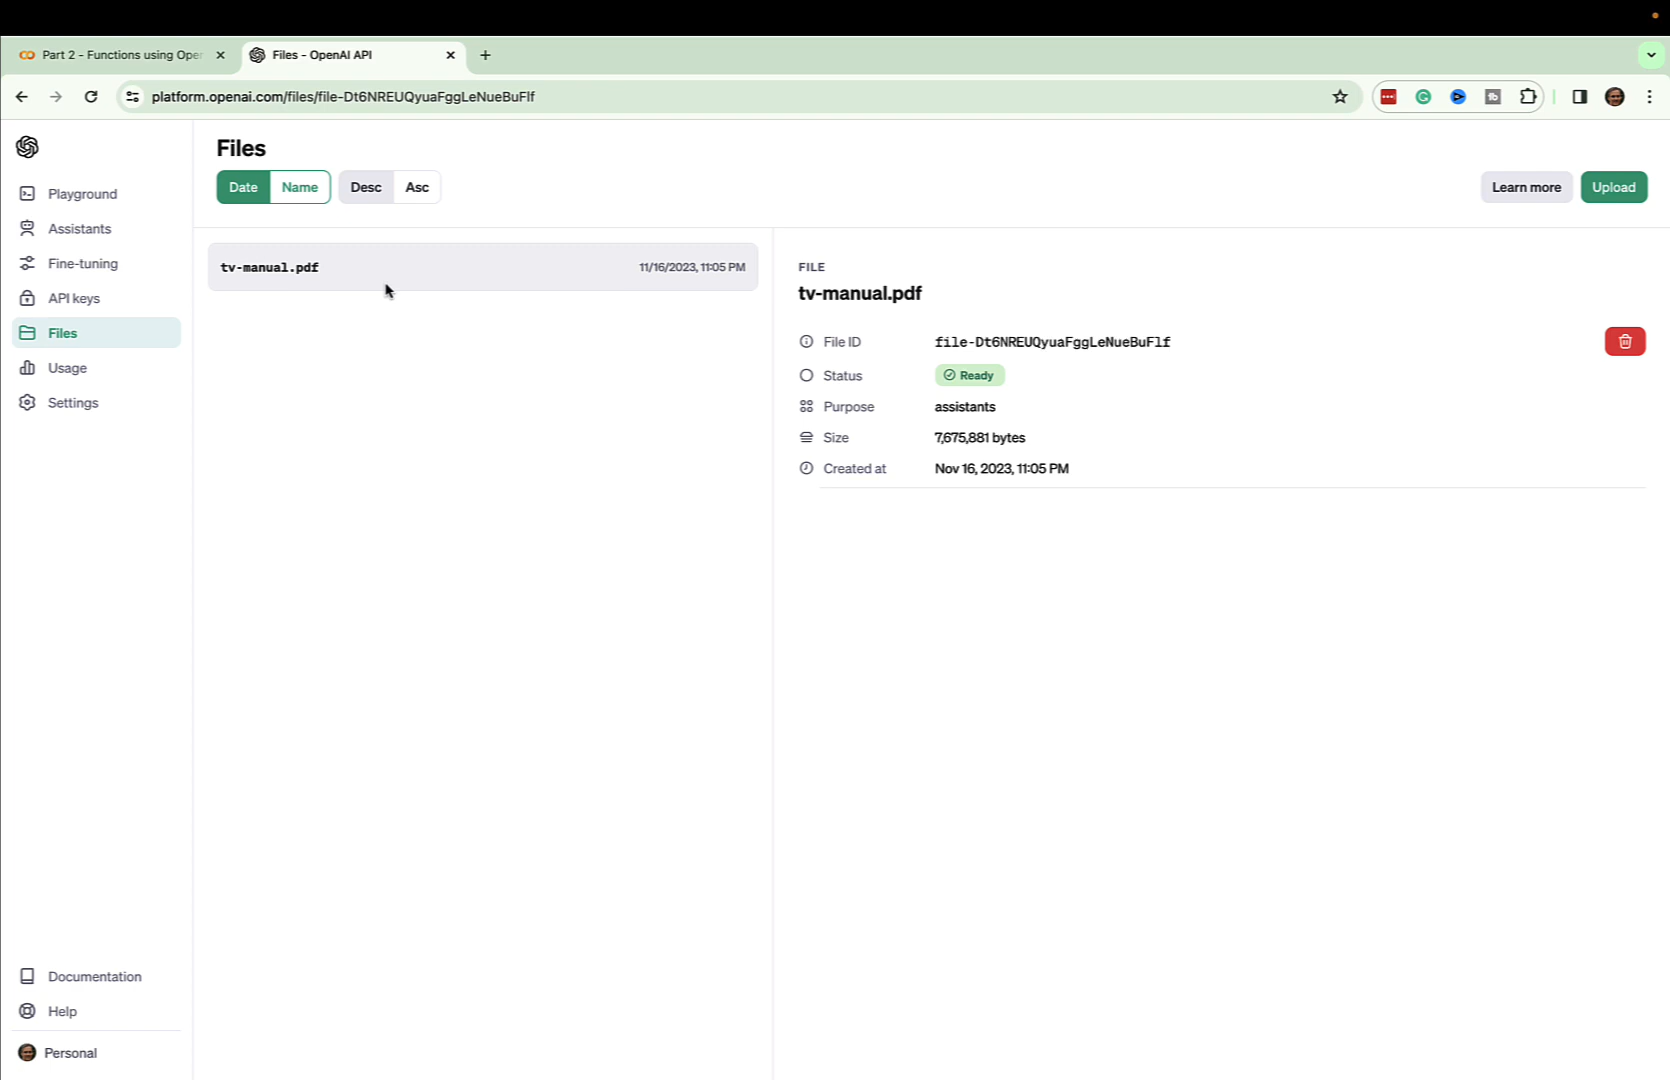 Part 2 - Functions using Oper
Files - OpenAI API
platform.openai.com/files/file-Dt6NREUQyuaFggLeNueBuFlf
Files
Date
Name
Desc
Asc
Learn more
Upload
Playground
Assistants
Fine-tuning
API keys
Files
Usage
Settings
tv-manual.pdf
11/16/2023, 11:05 PM
FILE
tv-manual.pdf
File ID
file-Dt6NREUQyuaFggLeNueBuFlf
Status
Ready
Purpose
assistants
Size
7,675,881 bytes
Created at
Nov 16, 2023, 11:05 PM
Documentation
Help
Personal